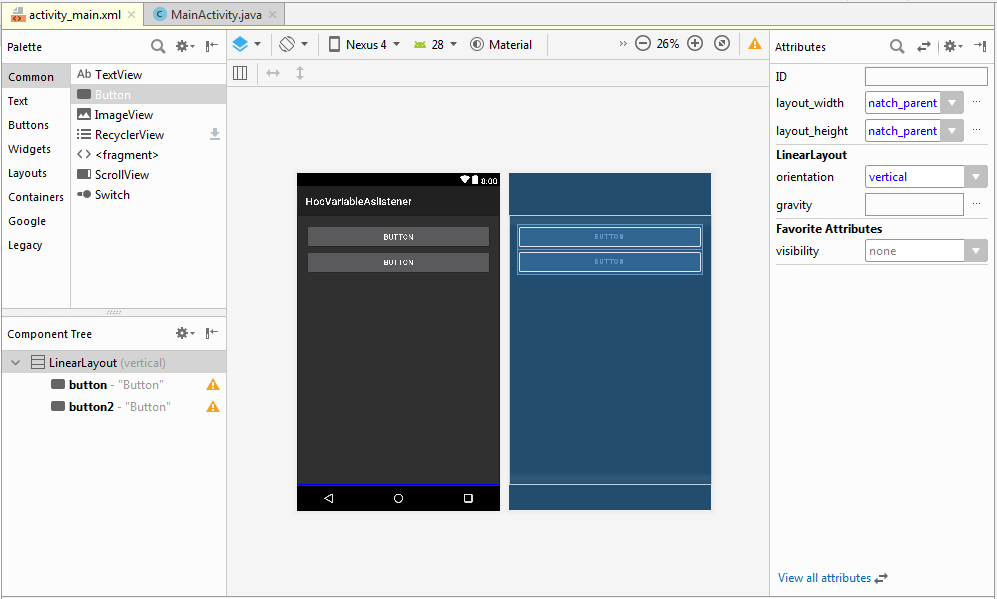 activity_main.xml
MainActivity.java
Palette
Common
Text
Buttons
Widgets
Layouts
Containers
Google
Legacy
Ab TextView
Button
ImageView
RecyclerView
<fragment>
ScrollView
Switch
Component Tree
LinearLayout (vertical)
button - "Button"
button2 - "Button"
Nexus 4
28
Material
26%
8:00
HocVariableAslistener
BUTTON
BUTTON
BUTTON
BUTTON
Attributes
ID
layout_width natch_parent ...
layout_height natch_parent ...
LinearLayout
orientation vertical
gravity ...
Favorite Attributes
visibility none
View all attributes